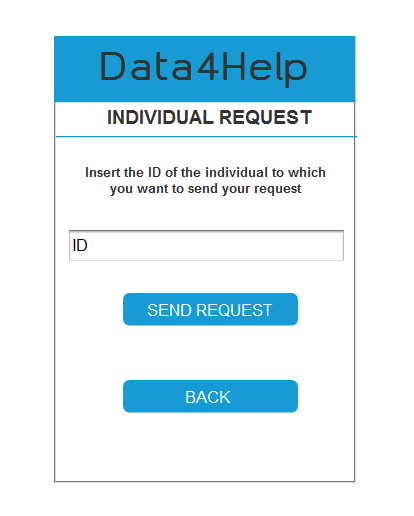 Data4Help
INDIVIDUAL REQUEST
Insert the ID of the individual to which
you want to send your request
ID
SEND REQUEST
BACK